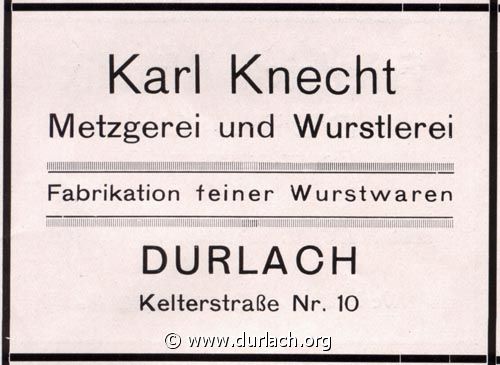 Karl Knecht
Metzgerei und Wurstlerei
Fabrikation feiner Wurstwaren
DURLACH
Kelterstraße Nr. 10
© www.durlach.org